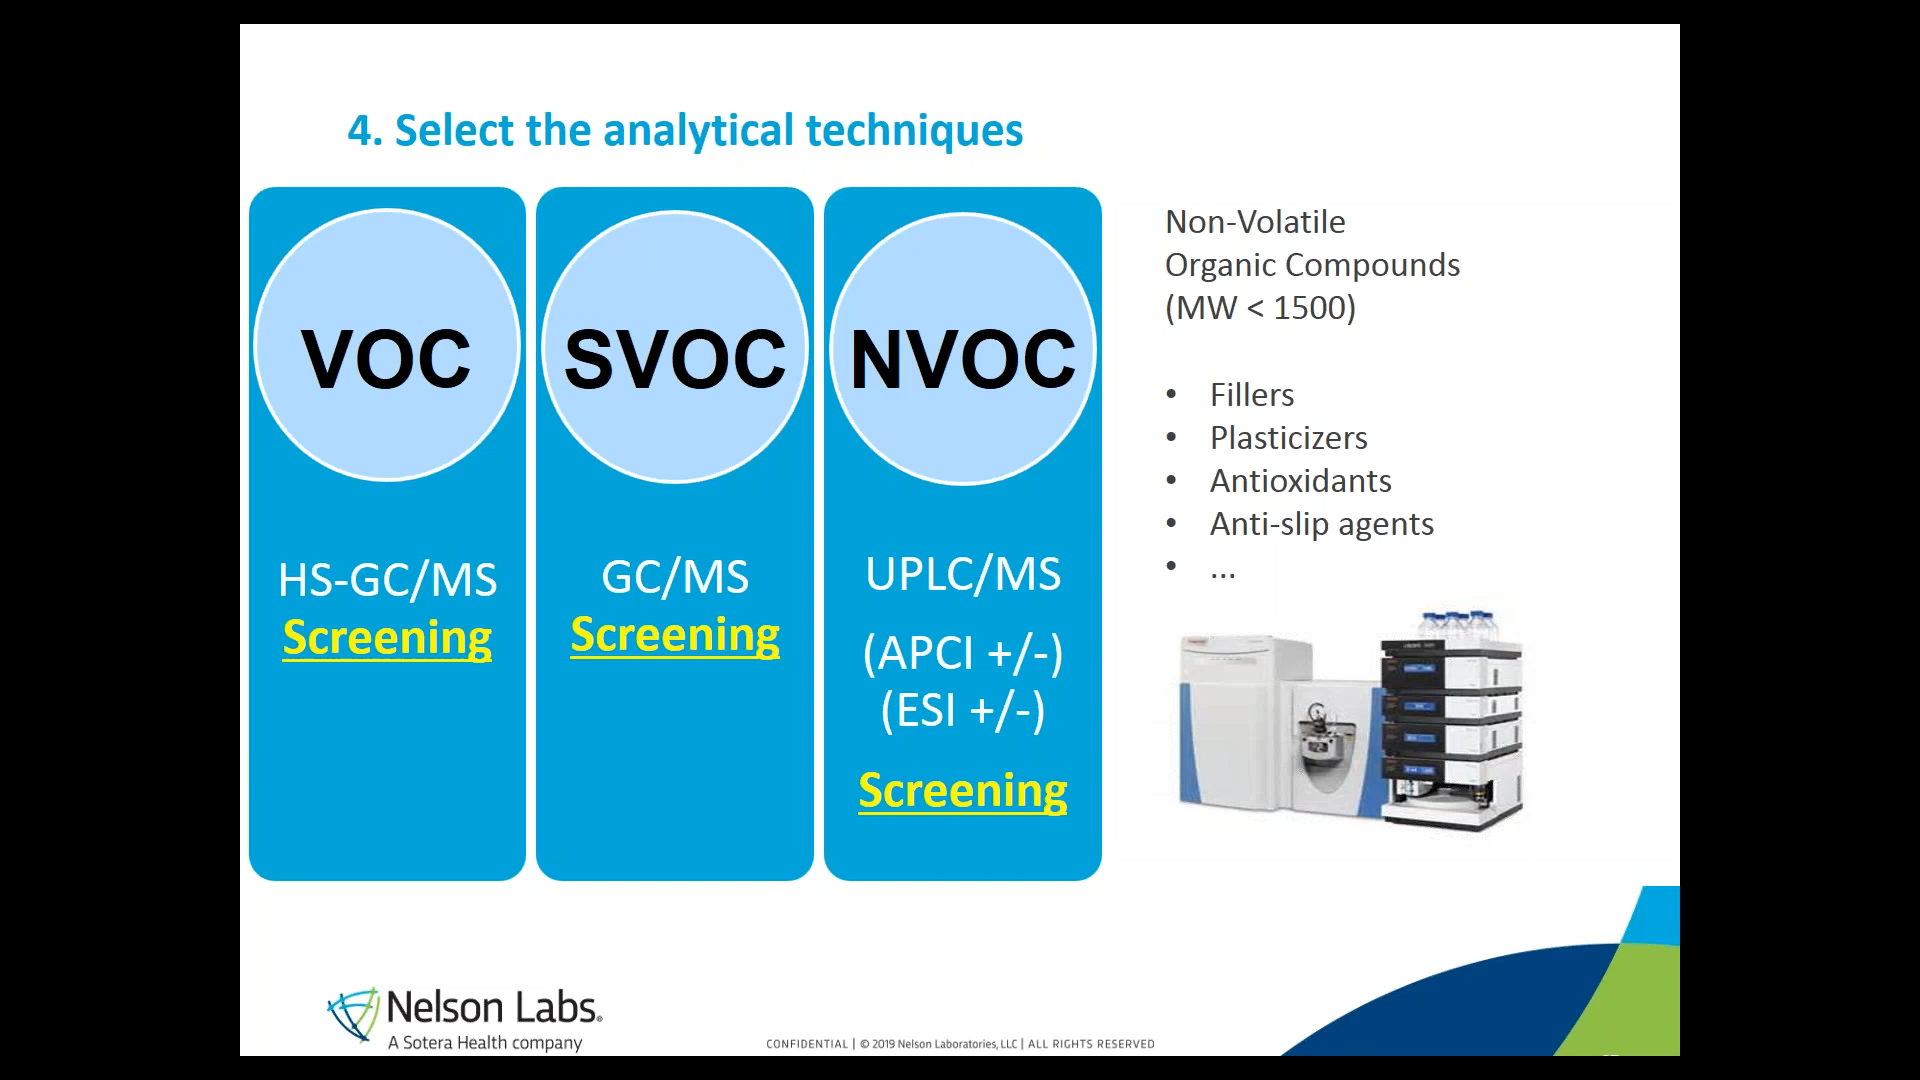 4. Select the analytical techniques
VOC
HS-GC/MS
Screening
SVOC
GC/MS
Screening
NVOC
UPLC/MS
(APCI +/-)
(ESI +/-)
Screening
Non-Volatile
Organic Compounds
(MW < 1500)
• Fillers
• Plasticizers
• Antioxidants
• Anti-slip agents
• ...
Nelson Labs®
A Sotera Health company
CONFIDENTIAL | © 2019 Nelson Laboratories, LLC | ALL RIGHTS RESERVED